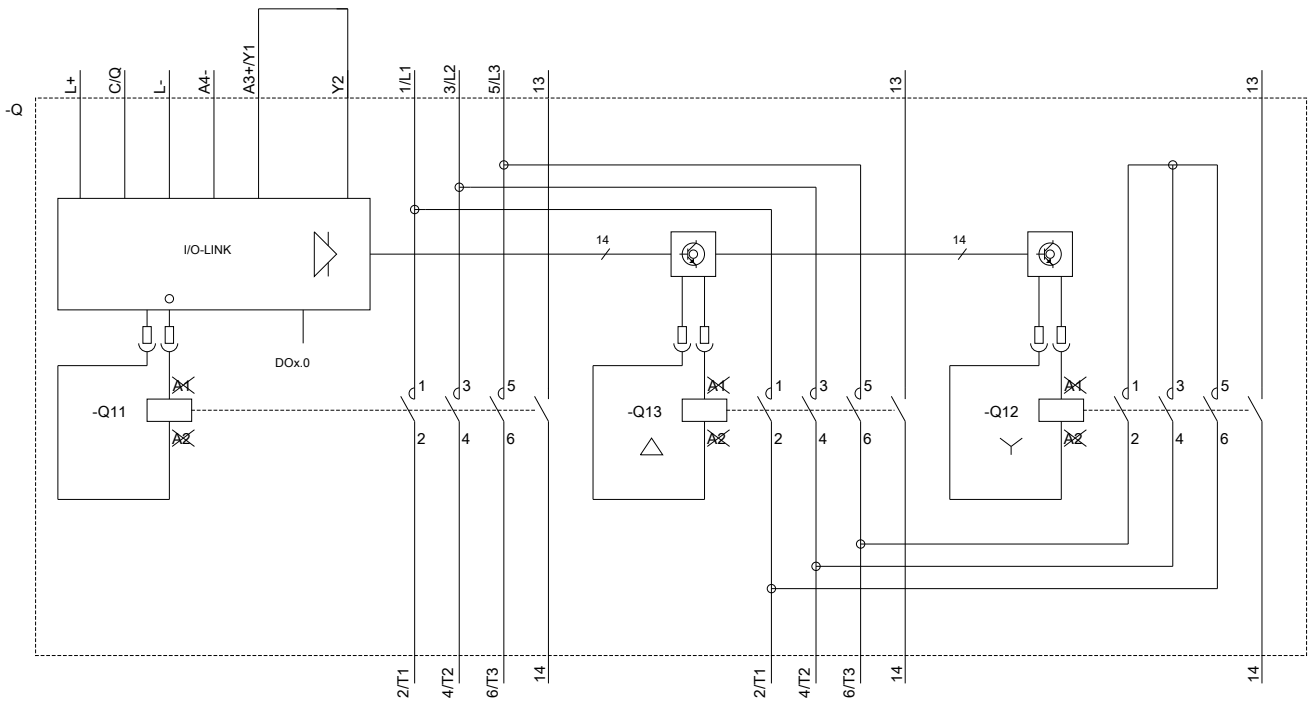 L+
C/Q
L-
A4-
A3+/Y1
Y2
1/L1
3/L2
5/L3
13
13
13
-Q
I/O-LINK
14
14
DOx.0
-Q11
A1
A2
1
2
3
4
5
6
-Q13
A1
A2
1
2
3
4
5
6
-Q12
A1
A2
1
2
3
4
5
6
2/T1
4/T2
6/T3
14
2/T1
4/T2
6/T3
14
14